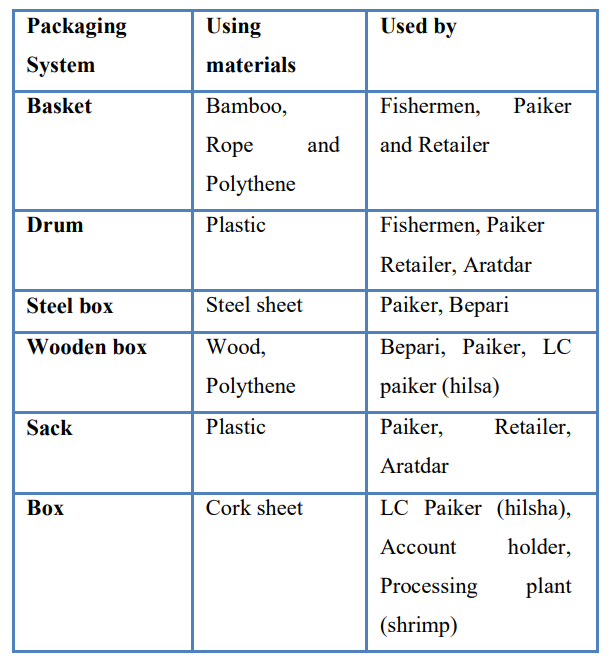 Packaging System
Using materials
Used by
Basket
Bamboo,
Rope and
Polythene
Fishermen, Paiker
and Retailer
Drum
Plastic
Fishermen, Paiker
Retailer, Aratdar
Steel box
Steel sheet
Paiker, Bepari
Wooden box
Wood,
Polythene
Bepari, Paiker, LC
paiker (hilsa)
Sack
Plastic
Paiker, Retailer,
Aratdar
Box
Cork sheet
LC Paiker (hilsha),
Account holder,
Processing plant
(shrimp)